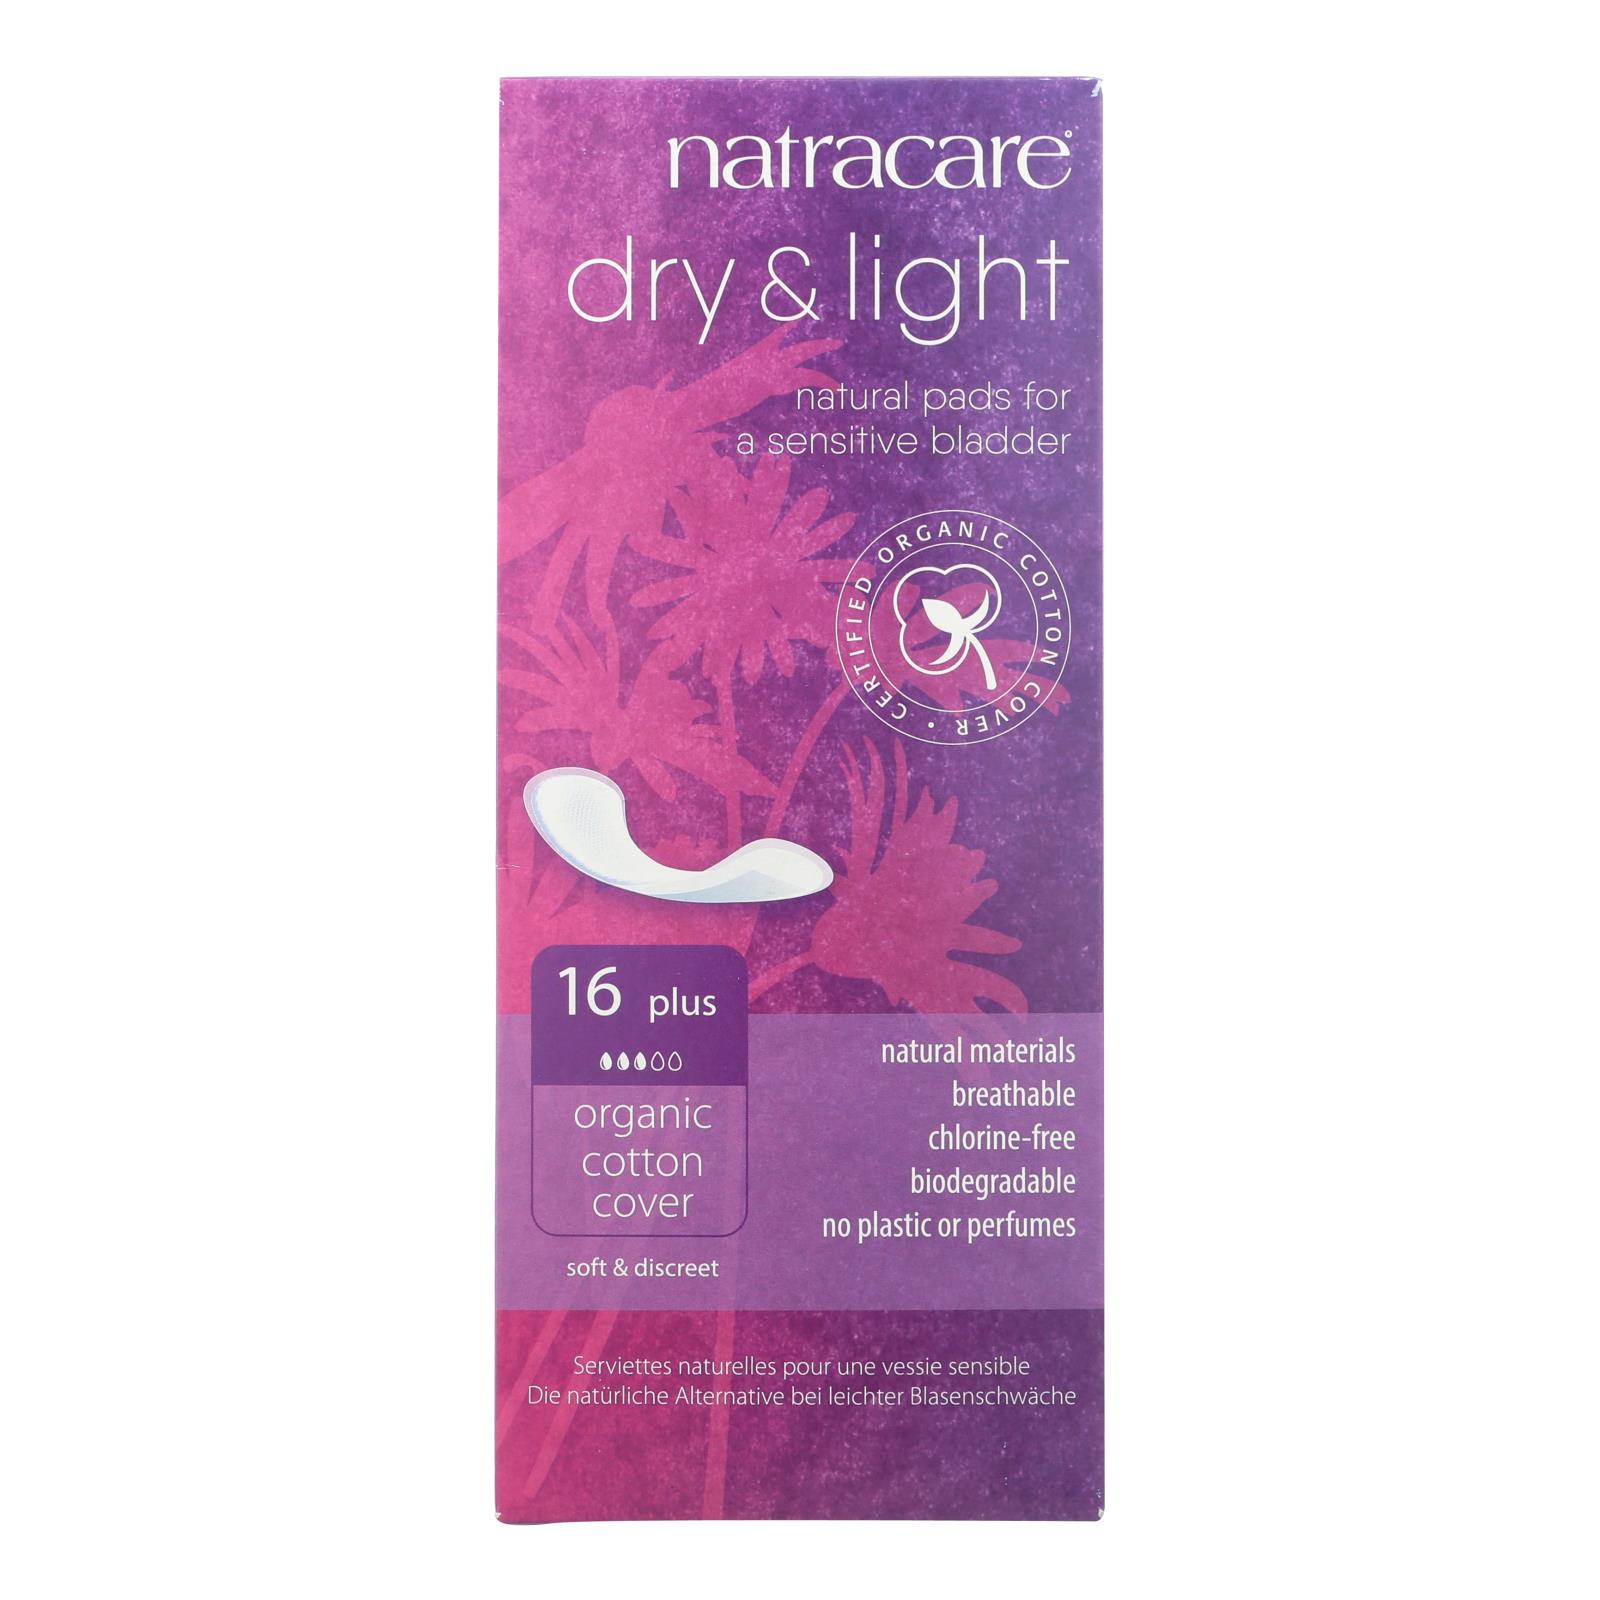 natracare®
dry & light
natural pads for
a sensitive bladder
CERTIFIED ORGANIC COTTON COVER •
16 plus
organic
cotton
cover
soft & discreet
natural materials
breathable
chlorine-free
biodegradable
no plastic or perfumes
Serviettes naturelles pour une vessie sensible
Die natürliche Alternative bei leichter Blasenschwäche